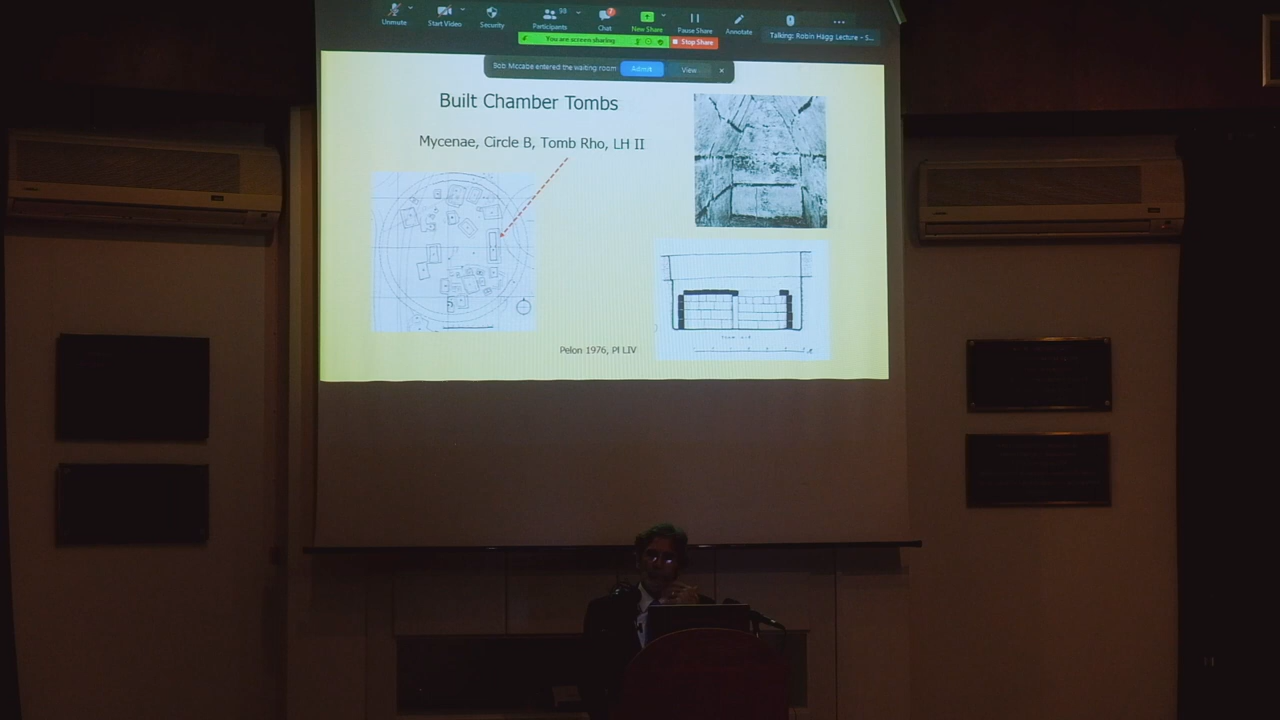 98
2
Unmute
Start Video
Security
Participants
Chat
New Share
Pause Share
Annotate
...
Talking: Robin Hägg Lecture - S...
You are screen sharing
Stop Share
Bob Mccabe entered the waiting room
Admit
View
Built Chamber Tombs
Mycenae, Circle B, Tomb Rho, LH II
Pelon 1976, Pl LIV